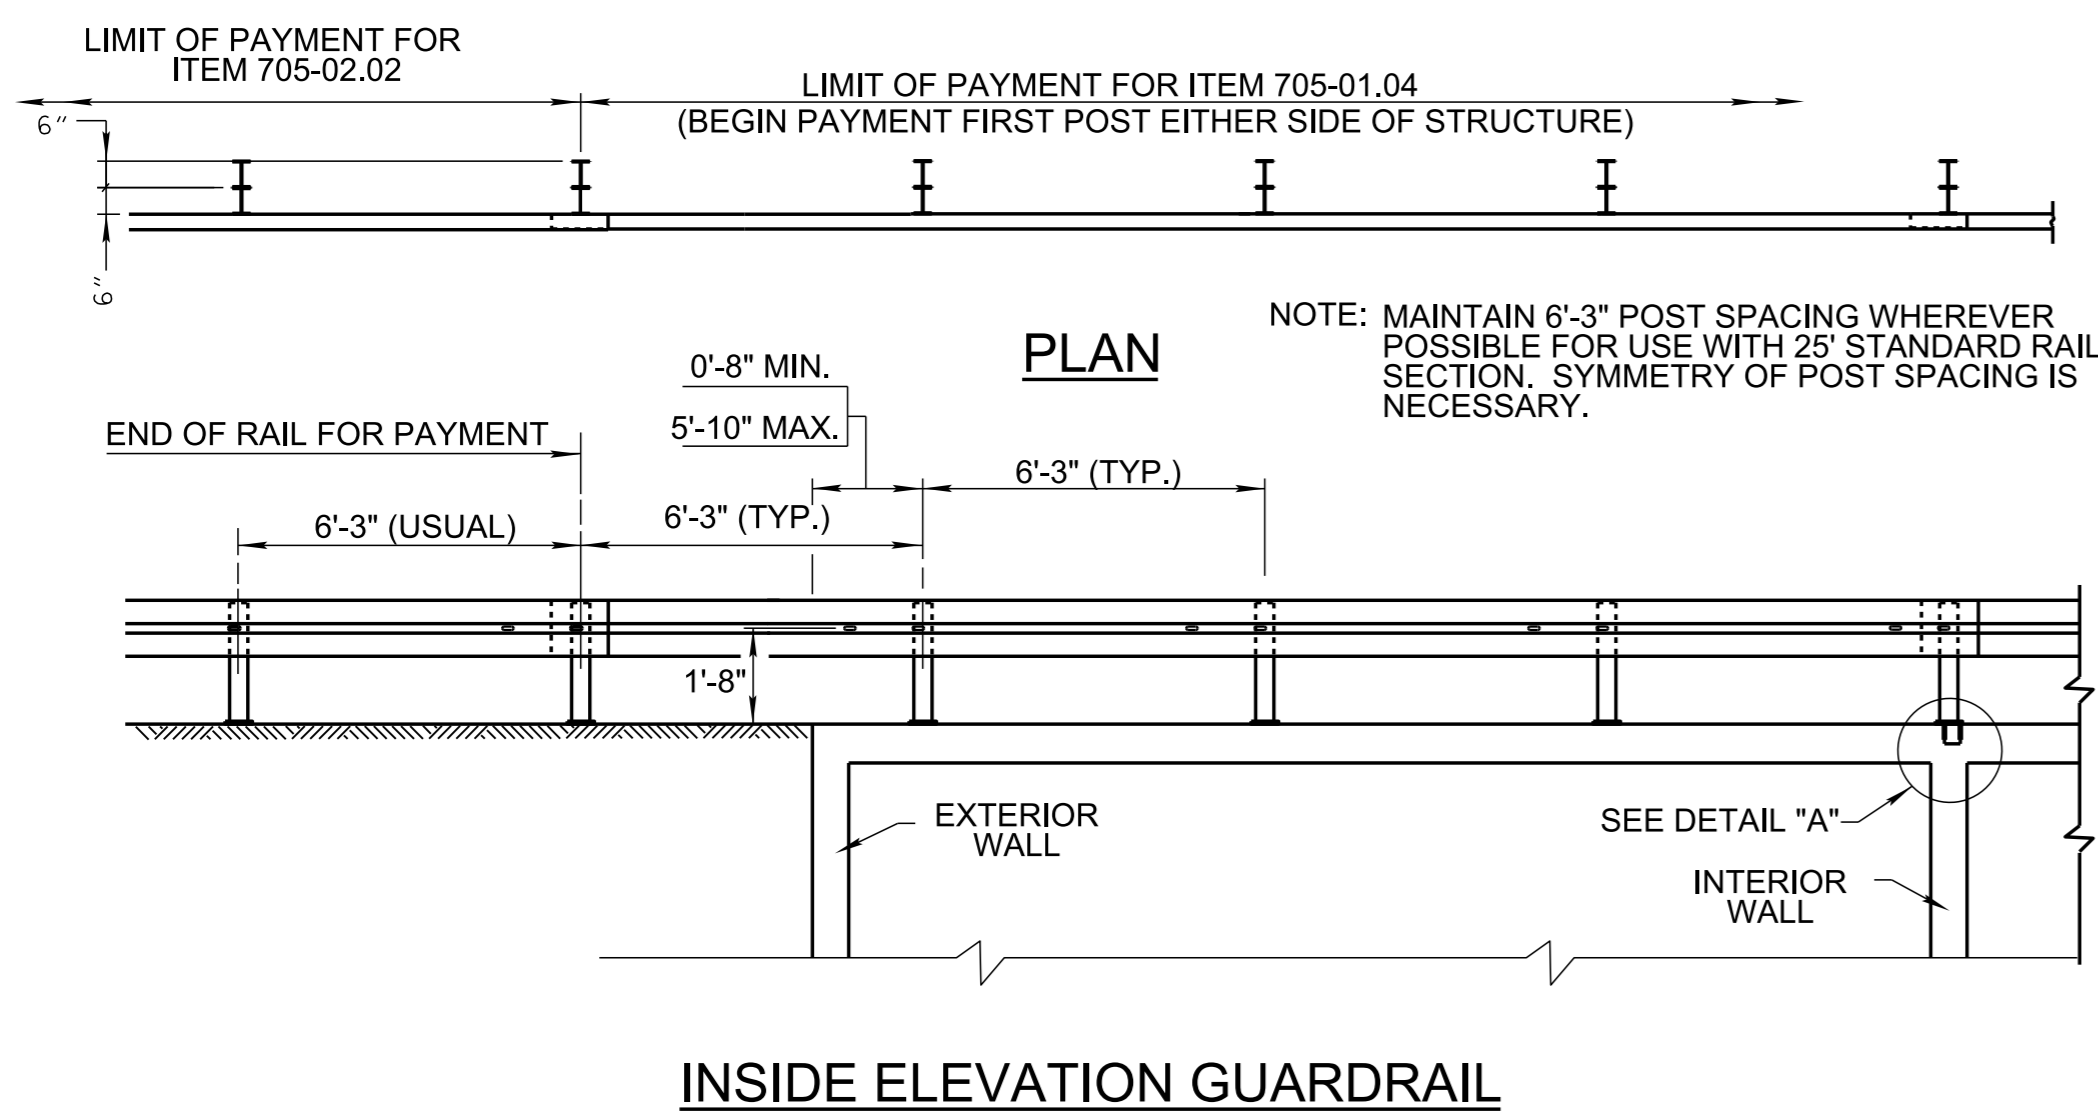 LIMIT OF PAYMENT FOR
ITEM 705-02.02
LIMIT OF PAYMENT FOR ITEM 705-01.04
(BEGIN PAYMENT FIRST POST EITHER SIDE OF STRUCTURE)
6"
6"
PLAN
NOTE: MAINTAIN 6'-3" POST SPACING WHEREVER
POSSIBLE FOR USE WITH 25' STANDARD RAIL
SECTION. SYMMETRY OF POST SPACING IS
NECESSARY.
0'-8" MIN.
5'-10" MAX.
END OF RAIL FOR PAYMENT
6'-3" (TYP.)
6'-3" (USUAL)
6'-3" (TYP.)
1'-8"
EXTERIOR
WALL
SEE DETAIL "A"
INTERIOR
WALL
INSIDE ELEVATION GUARDRAIL